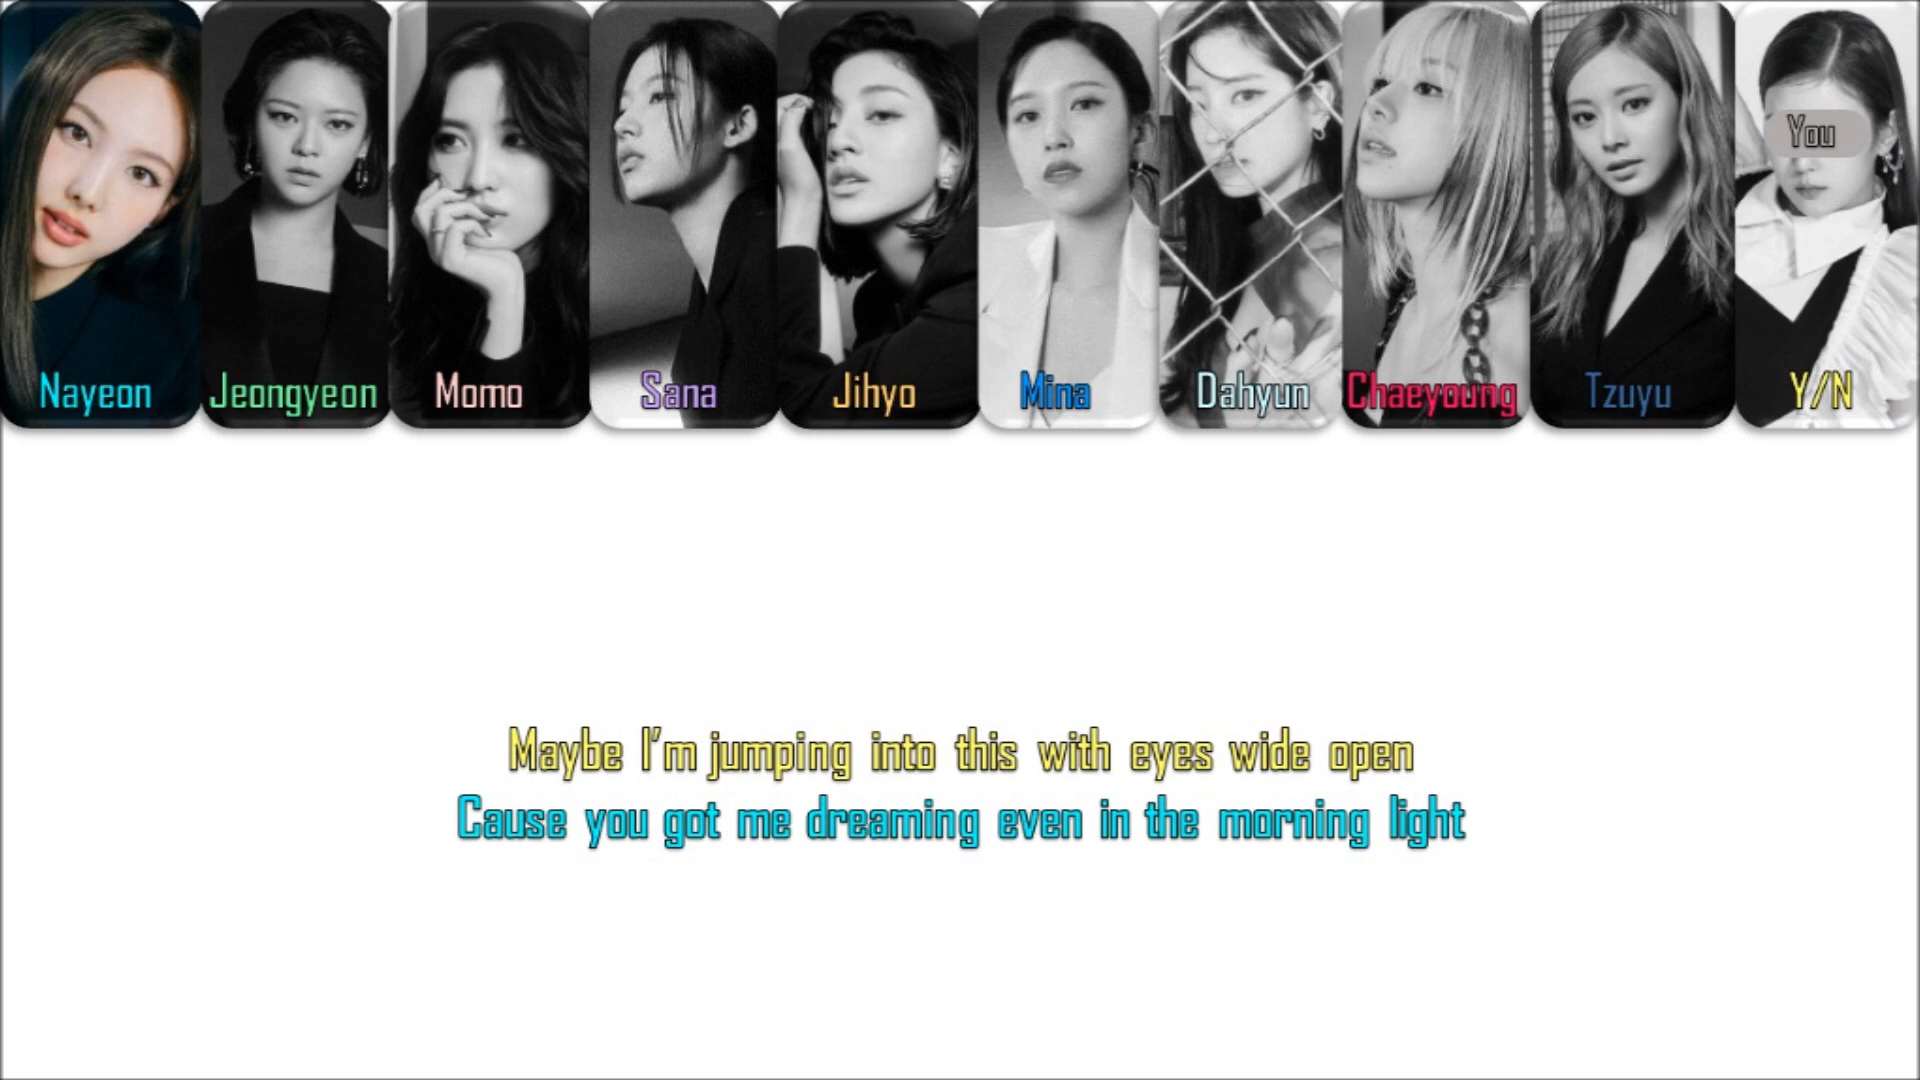 You
Nayeon Jeongyeon Momo Sana Jihyo Mina Dahyun Chaeyoung Tzuyu Y/N
Maybe I'm jumping into this with eyes wide open
Cause you got me dreaming even in the morning light